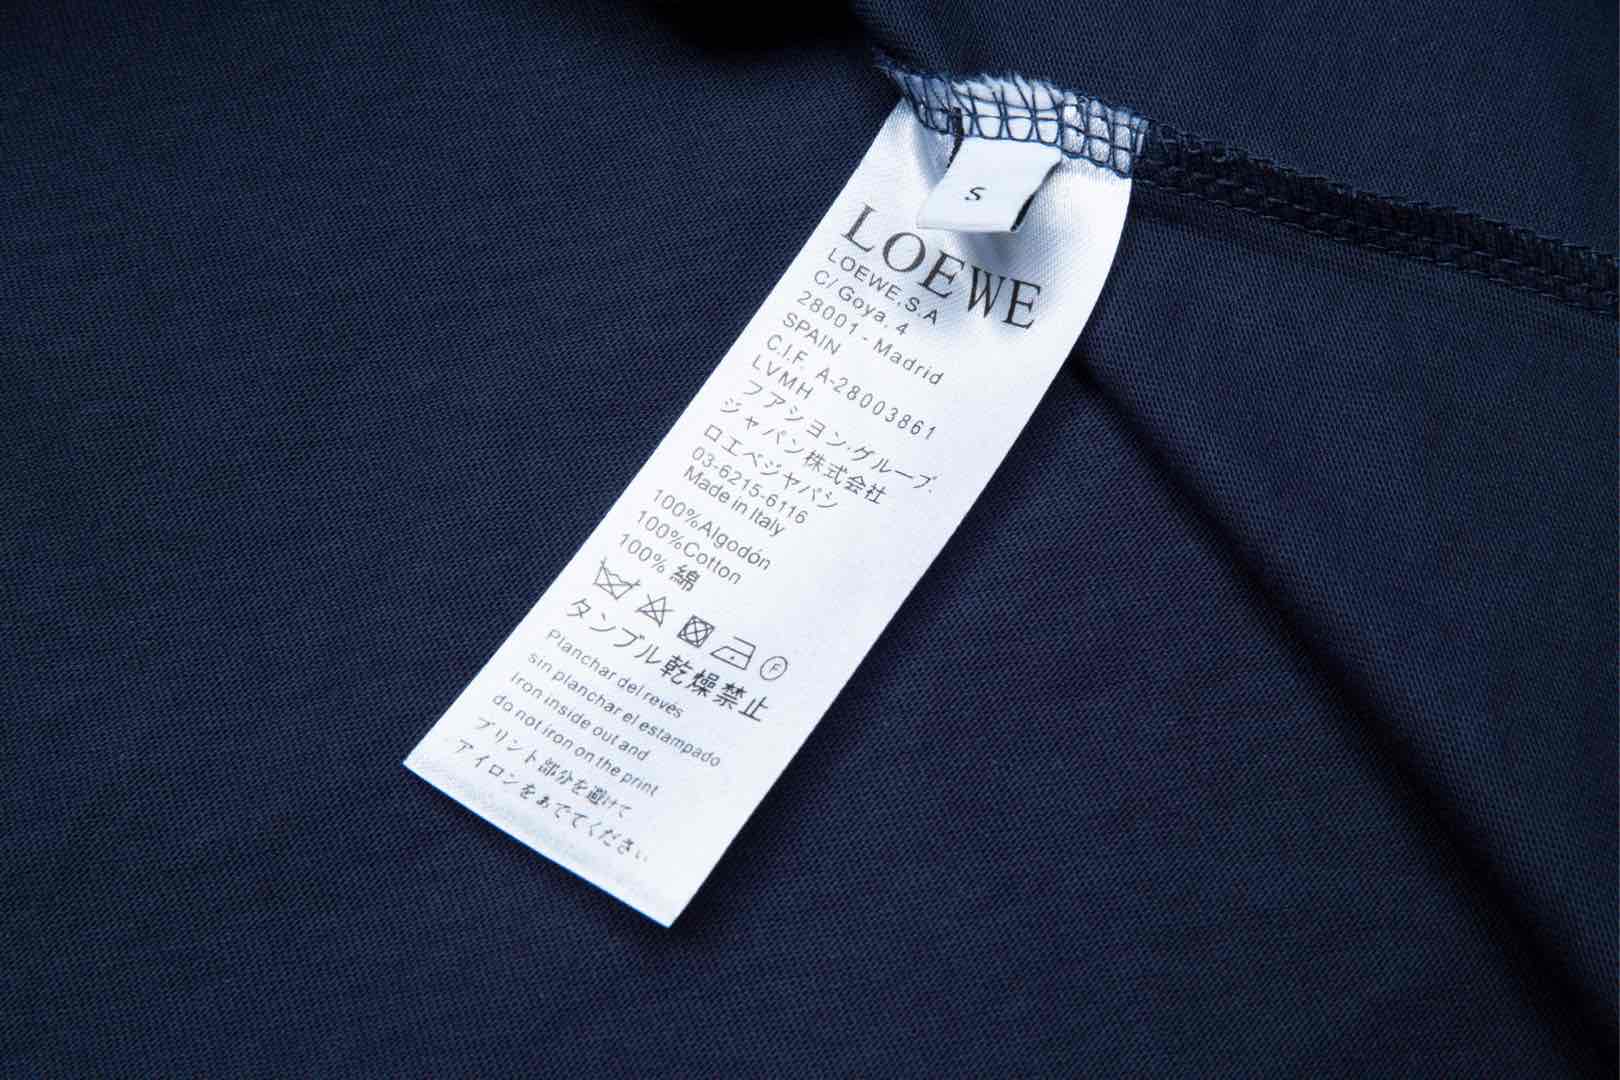 S
LOEWE
LOEWE,S.A
C/ Goya, 4
28001 - Madrid
SPAIN
C.I.F. A-28003861
LVMH
フアシヨン.グループ.
ジャパン株式会社
ロエベジヤパシ
03-6215-6116
Made in Italy
100%Algodón
100%Cotton
100% 綿
F
タンブル乾燥禁止
Planchar del revés
sin planchar el estampado
Iron inside out and
do not iron on the print
プリント部分を避けて
アイロンをあててください